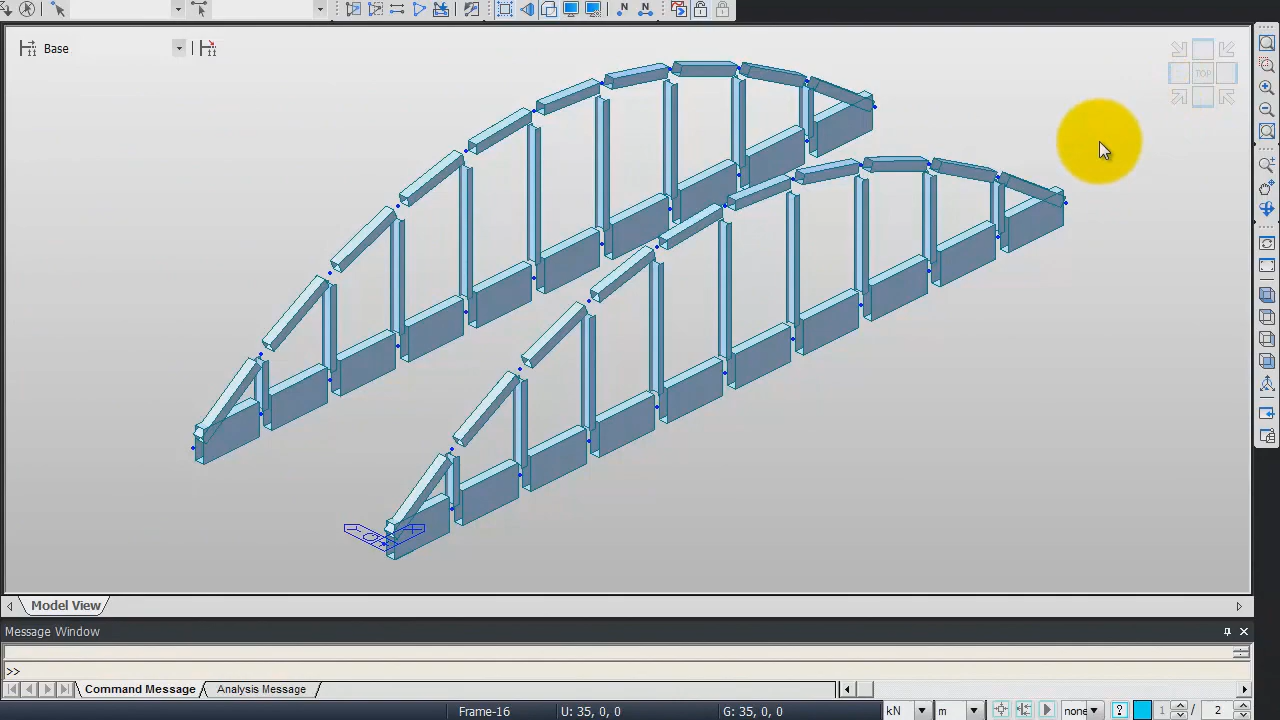 Base
TOP
Model View
Message Window
>>
Command Message
Analysis Message
Frame-16
U: 35, 0, 0
G: 35, 0, 0
kN
m
none
1 / 2